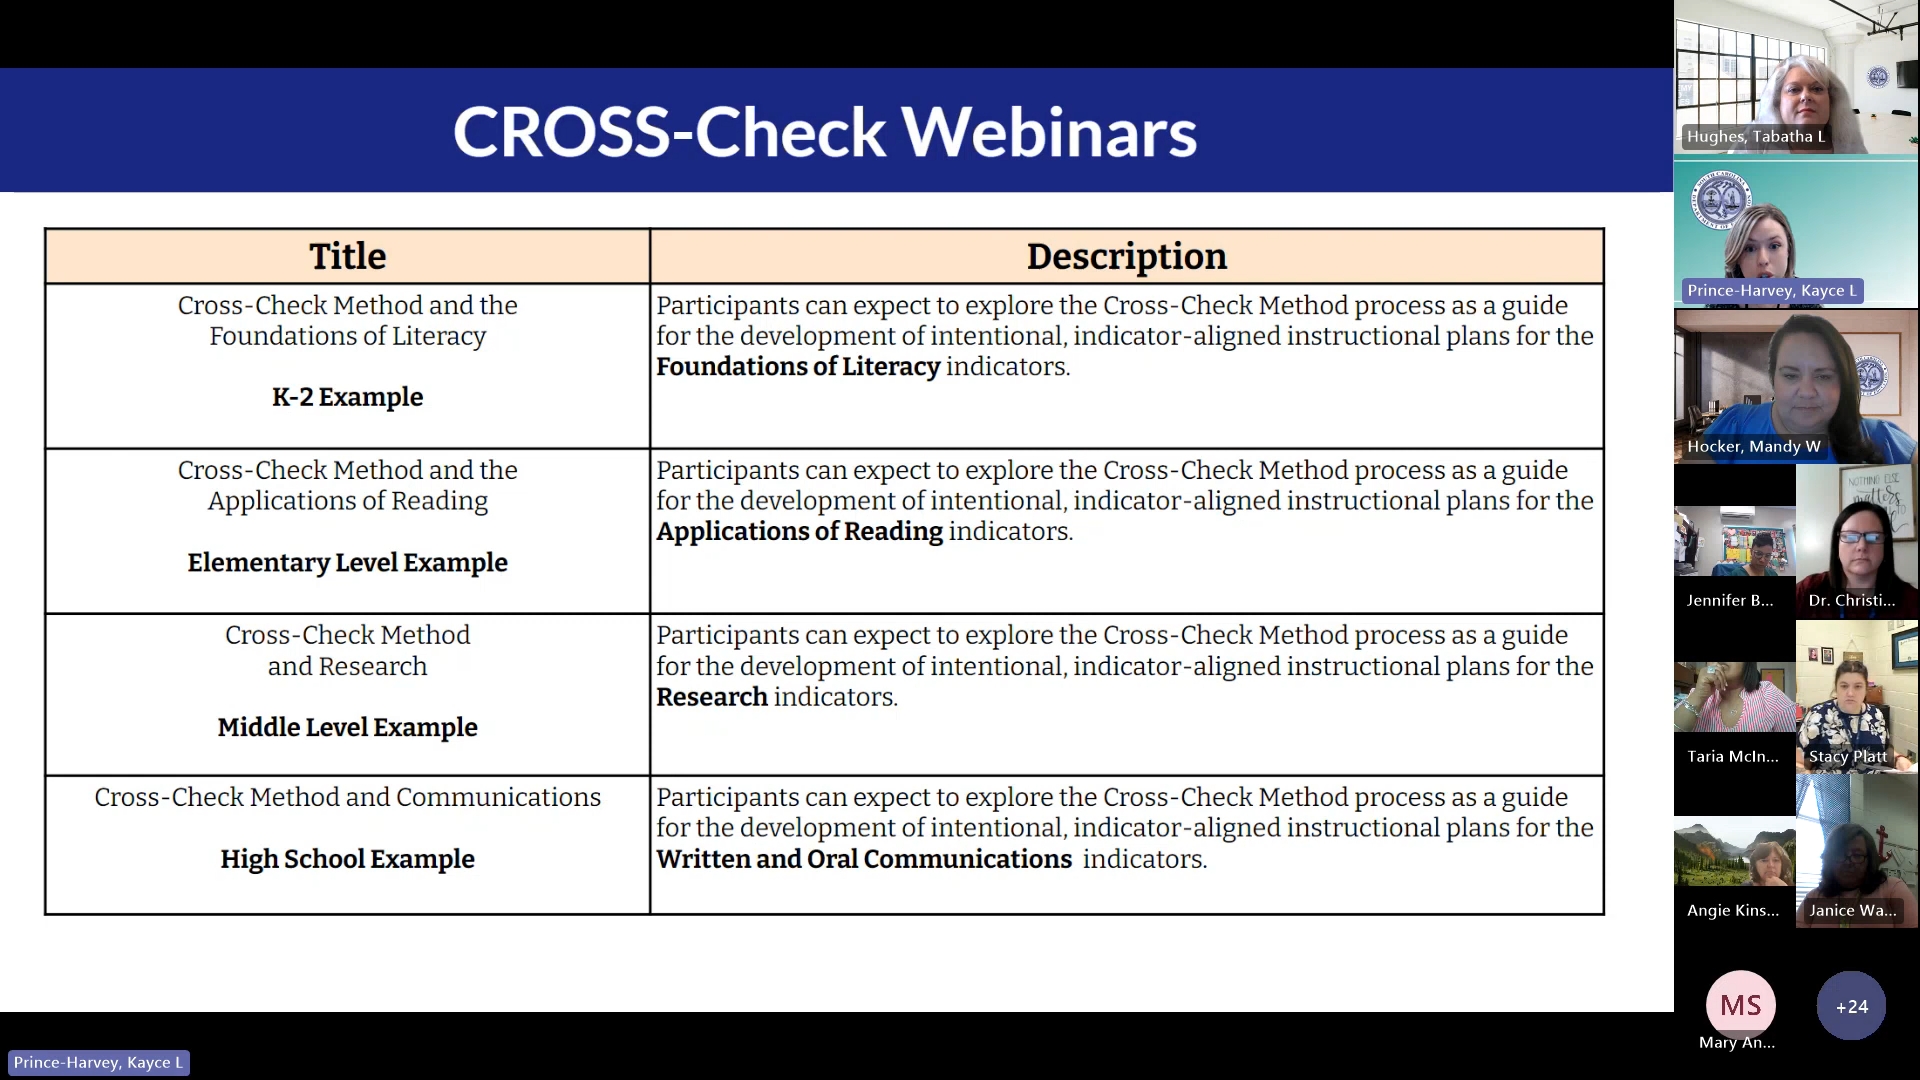 CROSS-Check Webinars
Title
Description
Cross-Check Method and the
Foundations of Literacy
K-2 Example
Participants can expect to explore the Cross-Check Method process as a guide
for the development of intentional, indicator-aligned instructional plans for the
Foundations of Literacy indicators.
Cross-Check Method and the
Applications of Reading
Elementary Level Example
Participants can expect to explore the Cross-Check Method process as a guide
for the development of intentional, indicator-aligned instructional plans for the
Applications of Reading indicators.
Cross-Check Method
and Research
Middle Level Example
Participants can expect to explore the Cross-Check Method process as a guide
for the development of intentional, indicator-aligned instructional plans for the
Research indicators.
Cross-Check Method and Communications
High School Example
Participants can expect to explore the Cross-Check Method process as a guide
for the development of intentional, indicator-aligned instructional plans for the
Written and Oral Communications indicators.
Prince-Harvey, Kayce L
Hughes, Tabatha L
SOUTH CAROLINA
Prince-Harvey, Kayce L
Hocker, Mandy W
NOTHING ELSE
matters
Jennifer B...
Dr. Christi...
Taria McIn...
Stacy Platt
Angie Kins...
Janice Wa...
MS
Mary An...
+24